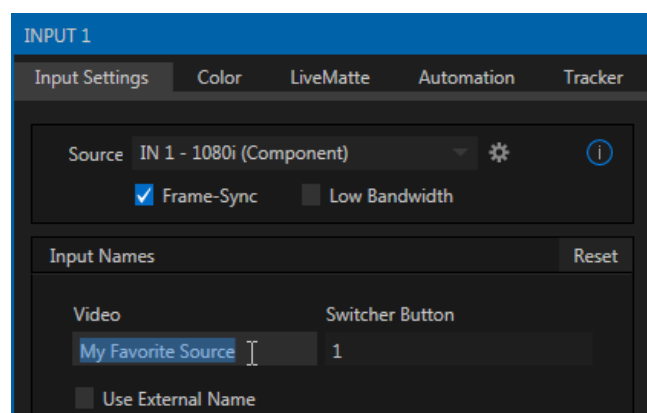 INPUT 1
Input Settings Color LiveMatte Automation Tracker
Source IN 1 - 1080i (Component)
Frame-Sync Low Bandwidth
Input Names Reset
Video Switcher Button
My Favorite Source 1
Use External Name